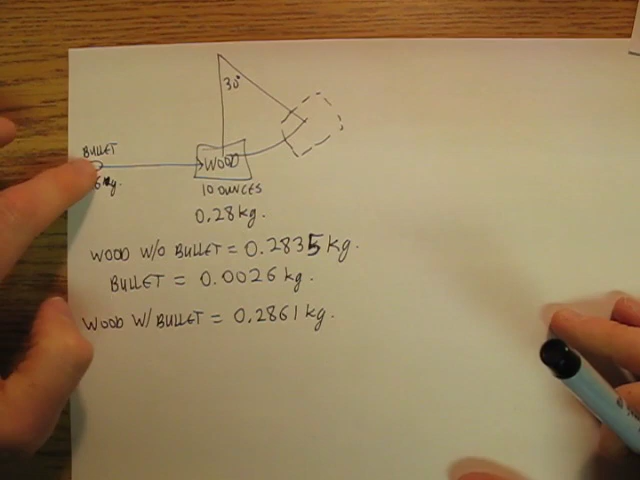 30°
BULLET
WOOD
10 OUNCES
0.28 kg.
WOOD W/O BULLET = 0.2835 kg.
BULLET = 0.0026 kg.
WOOD W/ BULLET = 0.2861 kg.